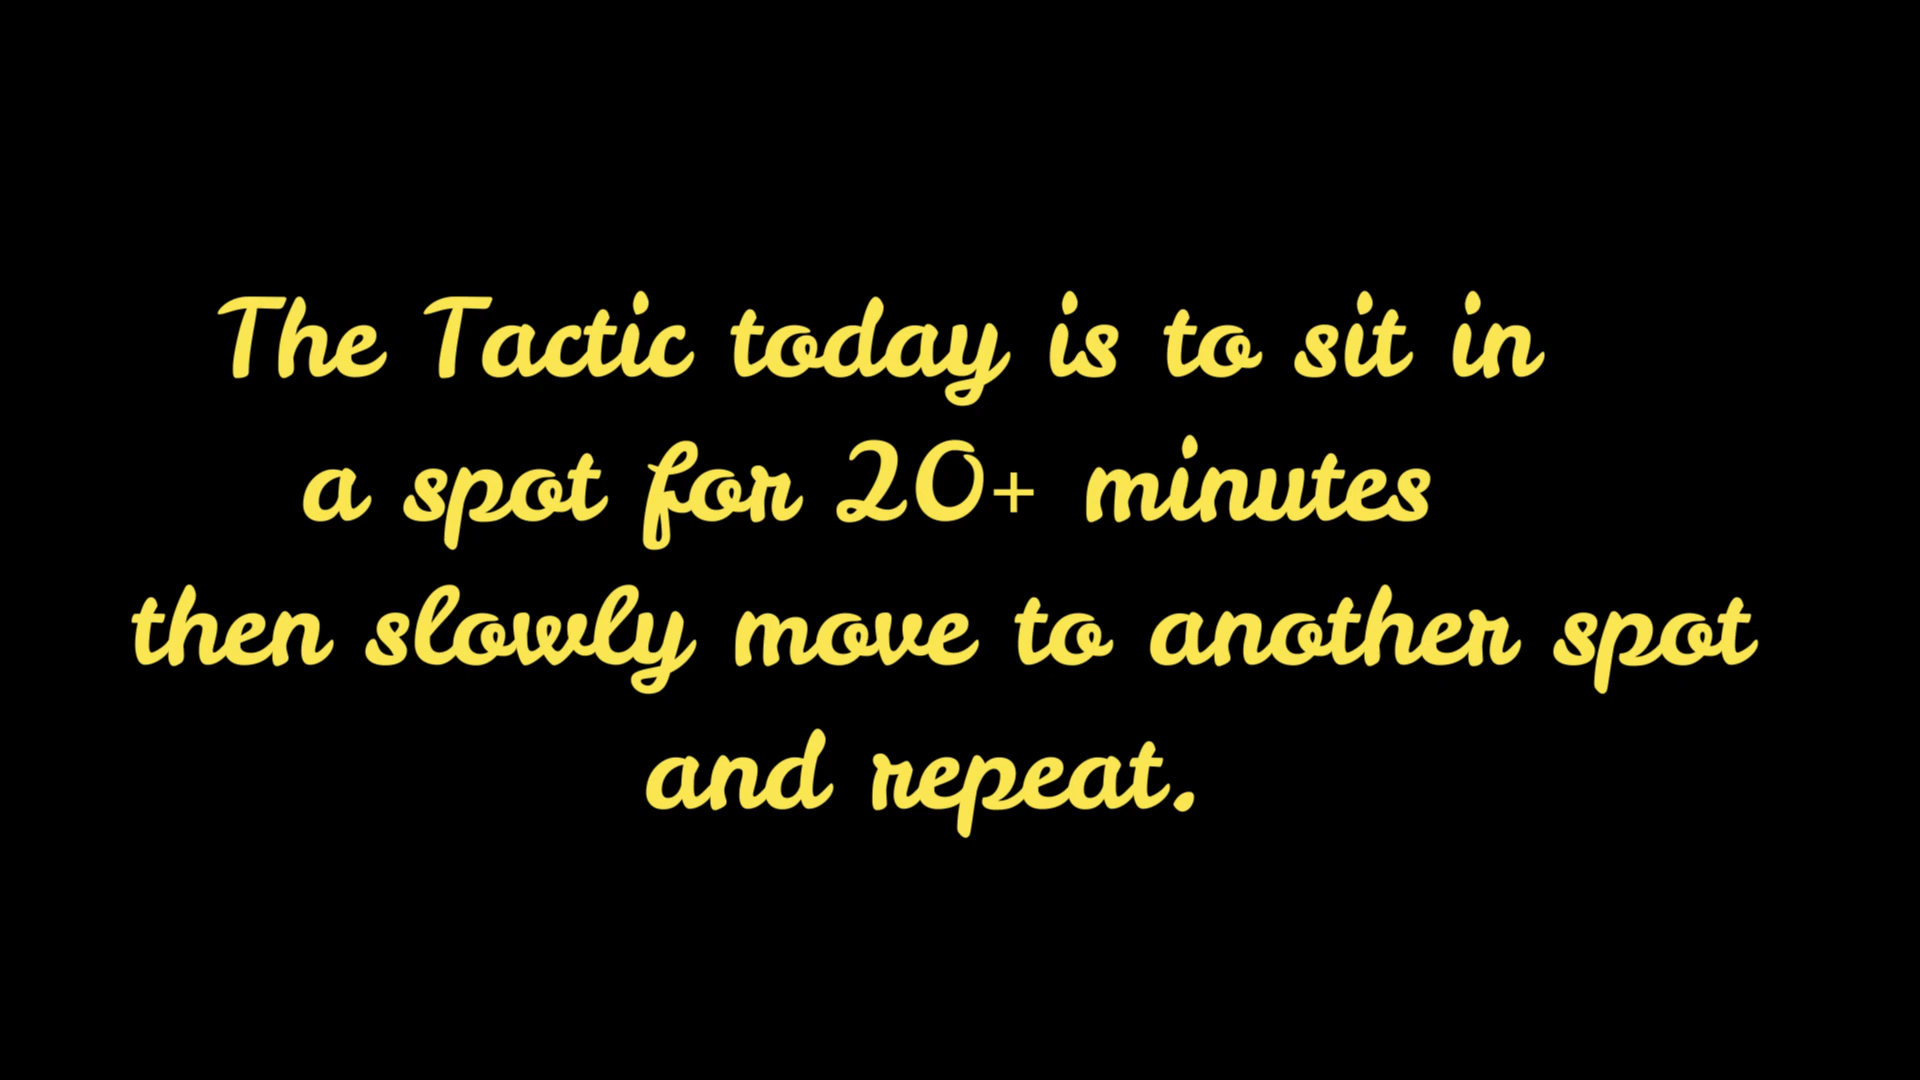 The Tactic today is to sit in
a spot for 20+ minutes
then slowly move to another spot
and repeat.